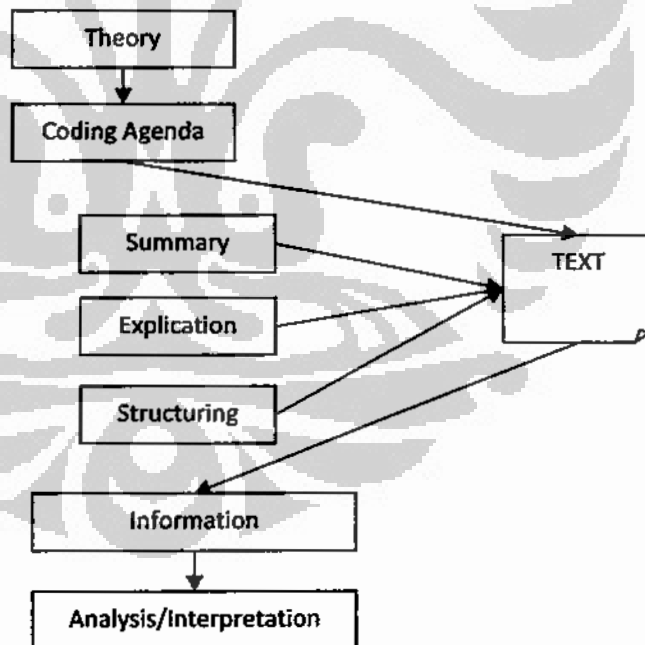 Theory
Coding Agenda
Summary
TEXT
Explication
Structuring
Information
Analysis/Interpretation